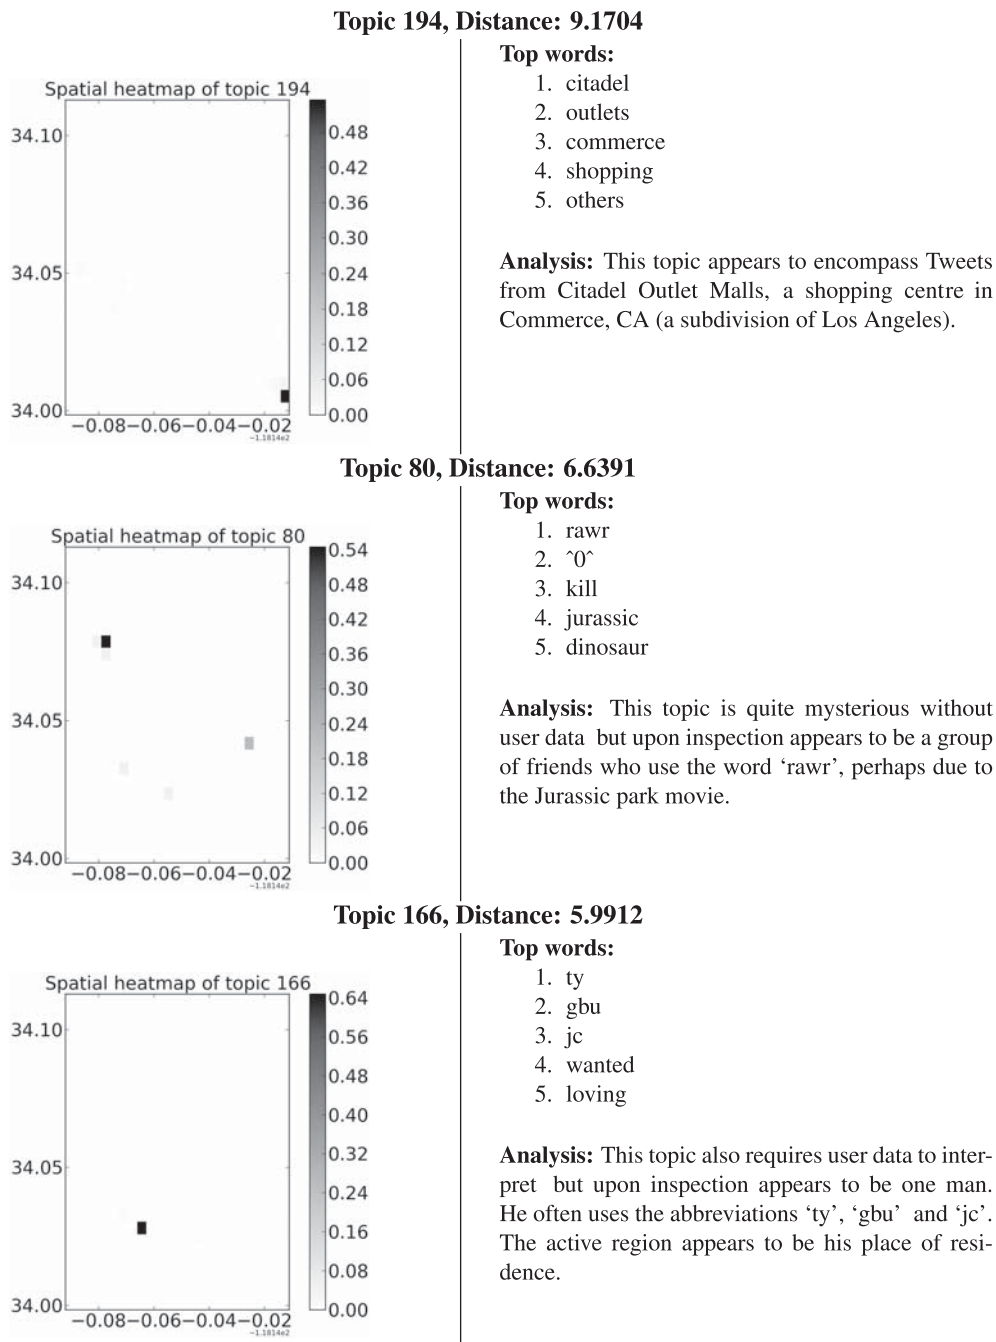 Topic 194, Distance: 9.1704
Spatial heatmap of topic 194
34.10
34.05
34.00
−0.08−0.06−0.04−0.02
−1.1814e2
0.48
0.42
0.36
0.30
0.24
0.18
0.12
0.06
0.00
Top words:
1. citadel
2. outlets
3. commerce
4. shopping
5. others
Analysis: This topic appears to encompass Tweets
from Citadel Outlet Malls, a shopping centre in
Commerce, CA (a subdivision of Los Angeles).
Topic 80, Distance: 6.6391
Spatial heatmap of topic 80
34.10
34.05
34.00
−0.08−0.06−0.04−0.02
−1.1814e2
0.54
0.48
0.42
0.36
0.30
0.24
0.18
0.12
0.06
0.00
Top words:
1. rawr
2. ˆ0ˆ
3. kill
4. jurassic
5. dinosaur
Analysis: This topic is quite mysterious without
user data but upon inspection appears to be a group
of friends who use the word ‘rawr’, perhaps due to
the Jurassic park movie.
Topic 166, Distance: 5.9912
Spatial heatmap of topic 166
34.10
34.05
34.00
−0.08−0.06−0.04−0.02
−1.1814e2
0.64
0.56
0.48
0.40
0.32
0.24
0.16
0.08
0.00
Top words:
1. ty
2. gbu
3. jc
4. wanted
5. loving
Analysis: This topic also requires user data to inter-
pret but upon inspection appears to be one man.
He often uses the abbreviations ‘ty’, ‘gbu’ and ‘jc’.
The active region appears to be his place of resi-
dence.